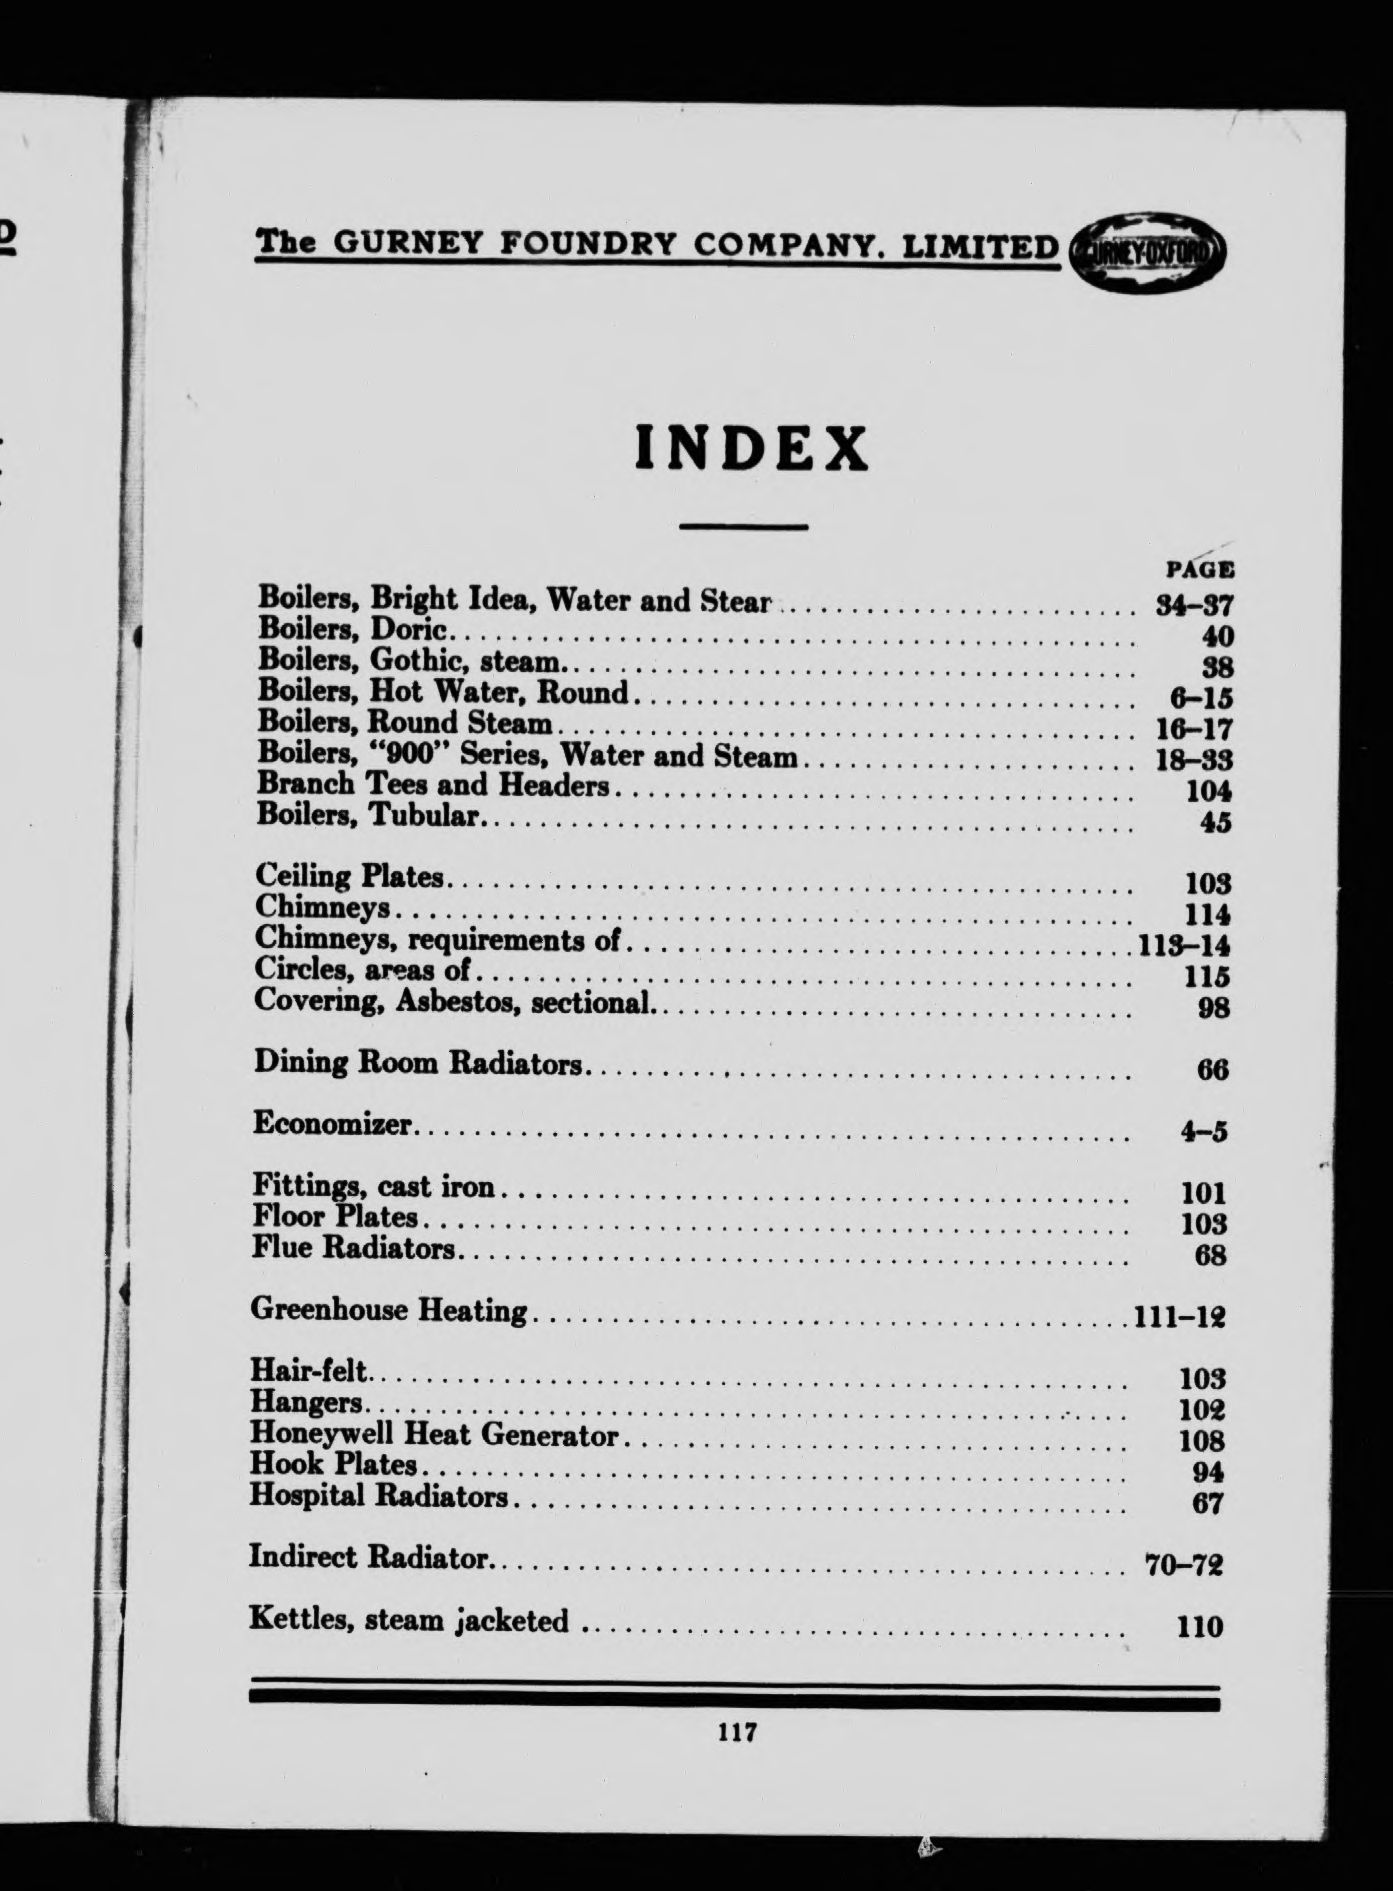 The GURNEY FOUNDRY COMPANY. LIMITED GURNEY-OXFORD
INDEX
PAGE
Boilers, Bright Idea, Water and Stear........................ 34–37
Boilers, Doric............................................. 40
Boilers, Gothic, steam..................................... 38
Boilers, Hot Water, Round................................ 6–15
Boilers, Round Steam..................................... 16–17
Boilers, “900” Series, Water and Steam..................... 18–33
Branch Tees and Headers................................. 104
Boilers, Tubular.......................................... 45
Ceiling Plates............................................ 103
Chimneys............................................... 114
Chimneys, requirements of................................113–14
Circles, areas of.......................................... 115
Covering, Asbestos, sectional............................... 98
Dining Room Radiators................................... 66
Economizer.............................................. 4–5
Fittings, cast iron........................................ 101
Floor Plates............................................. 103
Flue Radiators........................................... 68
Greenhouse Heating......................................111–12
Hair-felt................................................ 103
Hangers................................................ 102
Honeywell Heat Generator................................ 108
Hook Plates............................................. 94
Hospital Radiators....................................... 67
Indirect Radiator........................................ 70–72
Kettles, steam jacketed ................................... 110
117
D